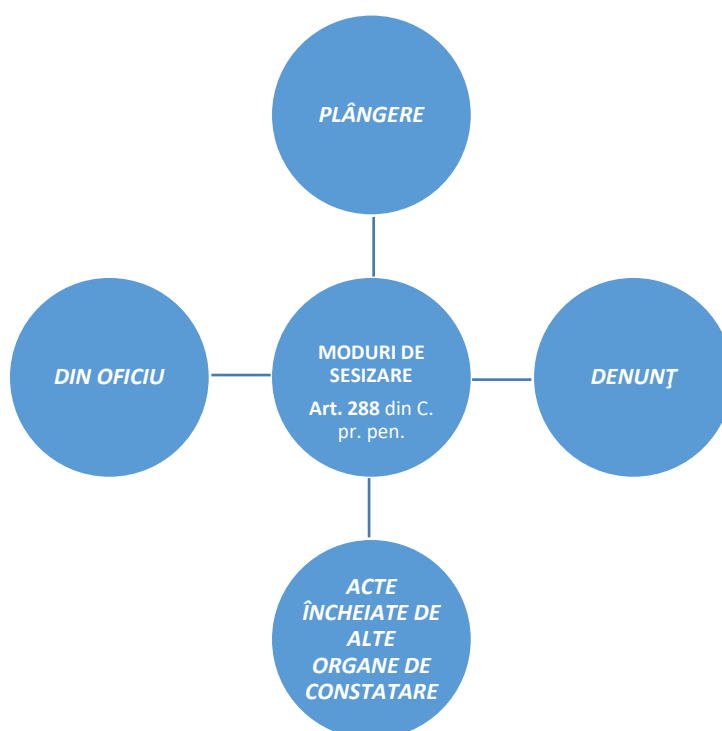 PLÂNGERE
DIN OFICIU
MODURI DE
SESIZARE
Art. 288 din C.
pr. pen.
DENUNŢ
ACTE
ÎNCHEIATE DE
ALTE
ORGANE DE
CONSTATARE